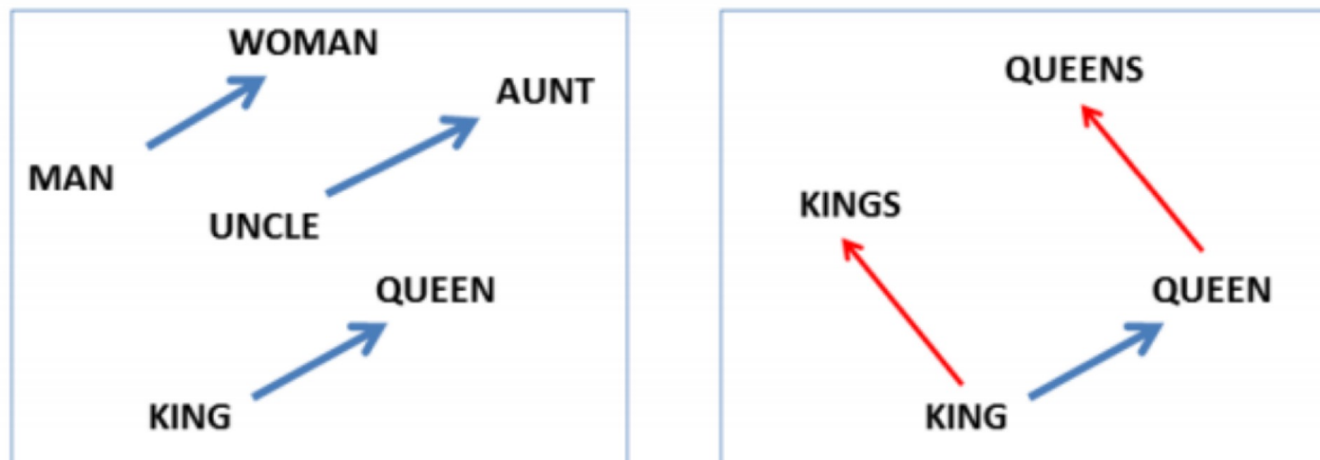 WOMAN
AUNT
MAN
UNCLE
QUEEN
KING
QUEENS
KINGS
QUEEN
KING